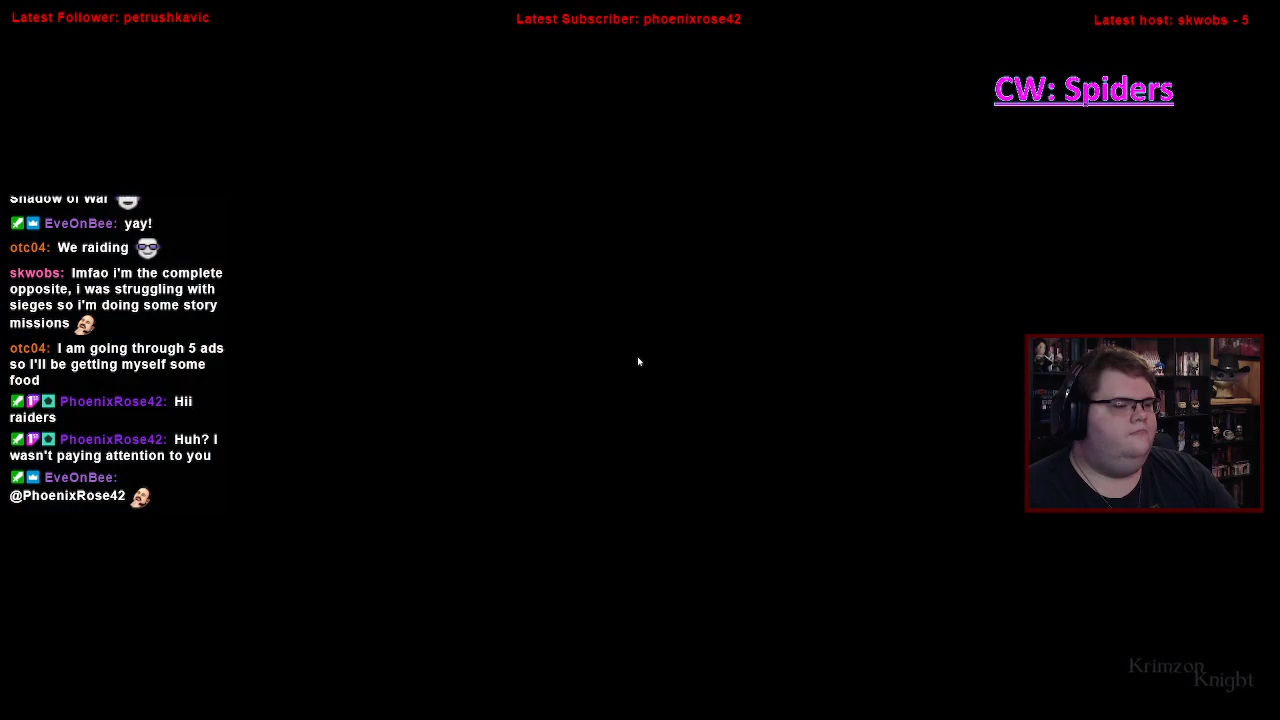 Latest Follower: petrushkavic
Latest Subscriber: phoenixrose42
Latest host: skwobs - 5
CW: Spiders
Shadow of War
EveOnBee: yay!
otc04: We raiding
skwobs: lmfao i'm the complete
opposite, i was struggling with
sieges so i'm doing some story
missions
otc04: I am going through 5 ads
so I'll be getting myself some
food
PhoenixRose42: Hii
raiders
PhoenixRose42: Huh? I
wasn't paying attention to you
EveOnBee:
@PhoenixRose42
Krimzon
Knight